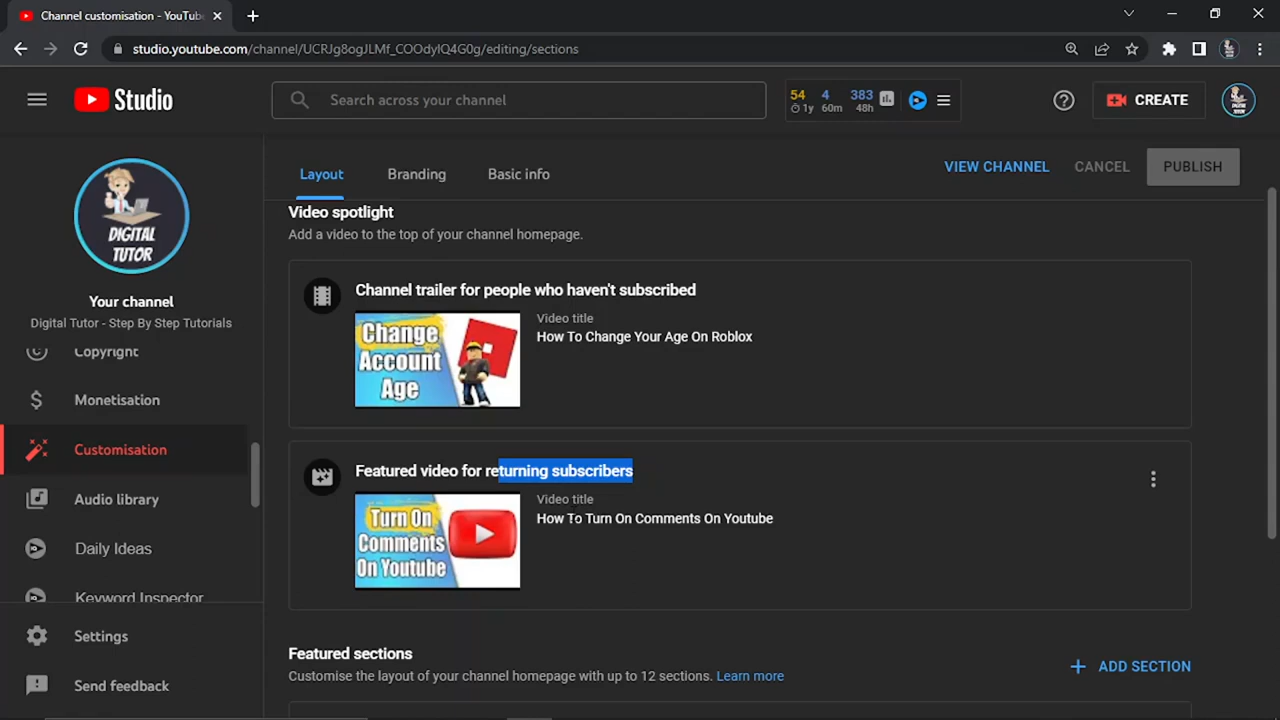 Channel customisation - YouTube
studio.youtube.com/channel/UCRJg8ogJLMf_COOdylQ4G0g/editing/sections
Studio
Search across your channel
54 4 383
1y 60m 48h
CREATE
Layout Branding Basic info
VIEW CHANNEL CANCEL PUBLISH
DIGITAL
TUTOR
Your channel
Digital Tutor - Step By Step Tutorials
Copyright
Monetisation
Customisation
Audio library
Daily Ideas
Keyword Inspector
Settings
Send feedback
Video spotlight
Add a video to the top of your channel homepage.
Channel trailer for people who haven't subscribed
Change
Account
Age
Video title
How To Change Your Age On Roblox
Featured video for returning subscribers
Turn On
Comments
On Youtube
Video title
How To Turn On Comments On Youtube
Featured sections
Customise the layout of your channel homepage with up to 12 sections. Learn more
ADD SECTION